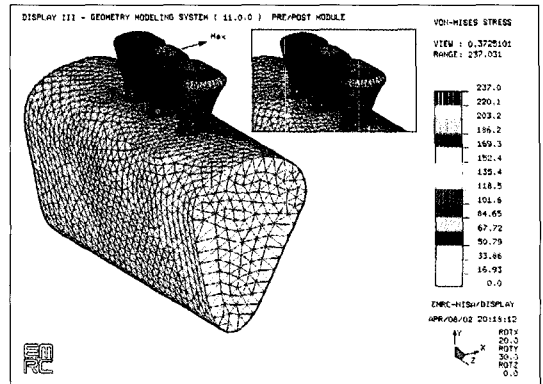 DISPLAY III - GEOMETRY MODELING SYSTEM ( 11.0.0 ) PRE/POST MODULE
Max
VON-MISES STRESS
VIEW : 0.3725101
RANGE: 237.031
237.0
220.1
203.2
186.2
169.3
152.4
135.4
118.5
101.6
84.65
67.72
50.79
33.86
16.93
0.0
EMRC-NISA/DISPLAY
APR/08/02 20:15:12
Y
X
Z
ROTX
20.0
ROTY
30.0
ROTZ
0.0
EMRC